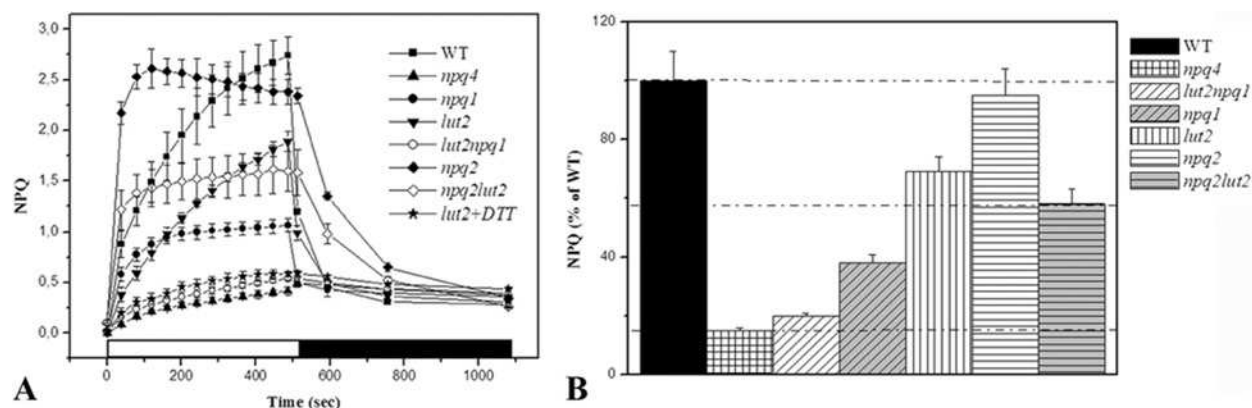 3.0
2.5
2.0
1.5
1.0
0.5
0.0
NPQ
WT
npq4
npq1
lut2
lut2npq1
npq2
npq2lut2
lut2+DTT
0 200 400 600 800 1000
Time (sec)
A
120
80
40
0
NPQ (% of WT)
WT
npq4
lut2npq1
npq1
lut2
npq2
npq2lut2
B